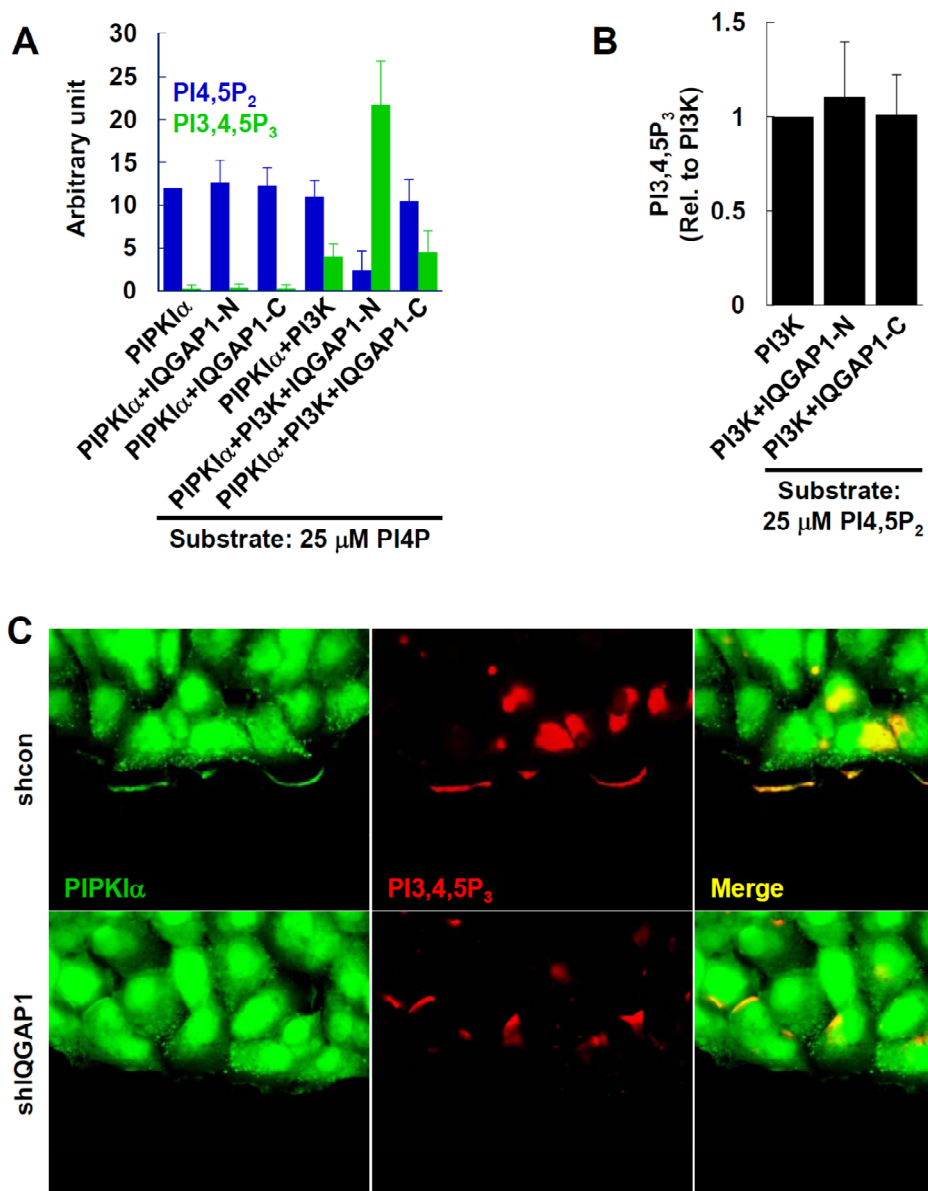 A
30
25
20
15
10
5
0
Arbitrary unit
PI4,5P₂
PI3,4,5P₃
PIPKIα
PIPKIα+IQGAP1-N
PIPKIα+IQGAP1-C
PIPKIα+PI3K
PIPKIα+PI3K+IQGAP1-N
PIPKIα+PI3K+IQGAP1-C
Substrate: 25 μM PI4P
B
1.5
1
0.5
0
PI3,4,5P₃
(Rel. to PI3K)
PI3K
PI3K+IQGAP1-N
PI3K+IQGAP1-C
Substrate:
25 μM PI4,5P₂
C
shcon
PIPKIα
PI3,4,5P₃
Merge
shIQGAP1